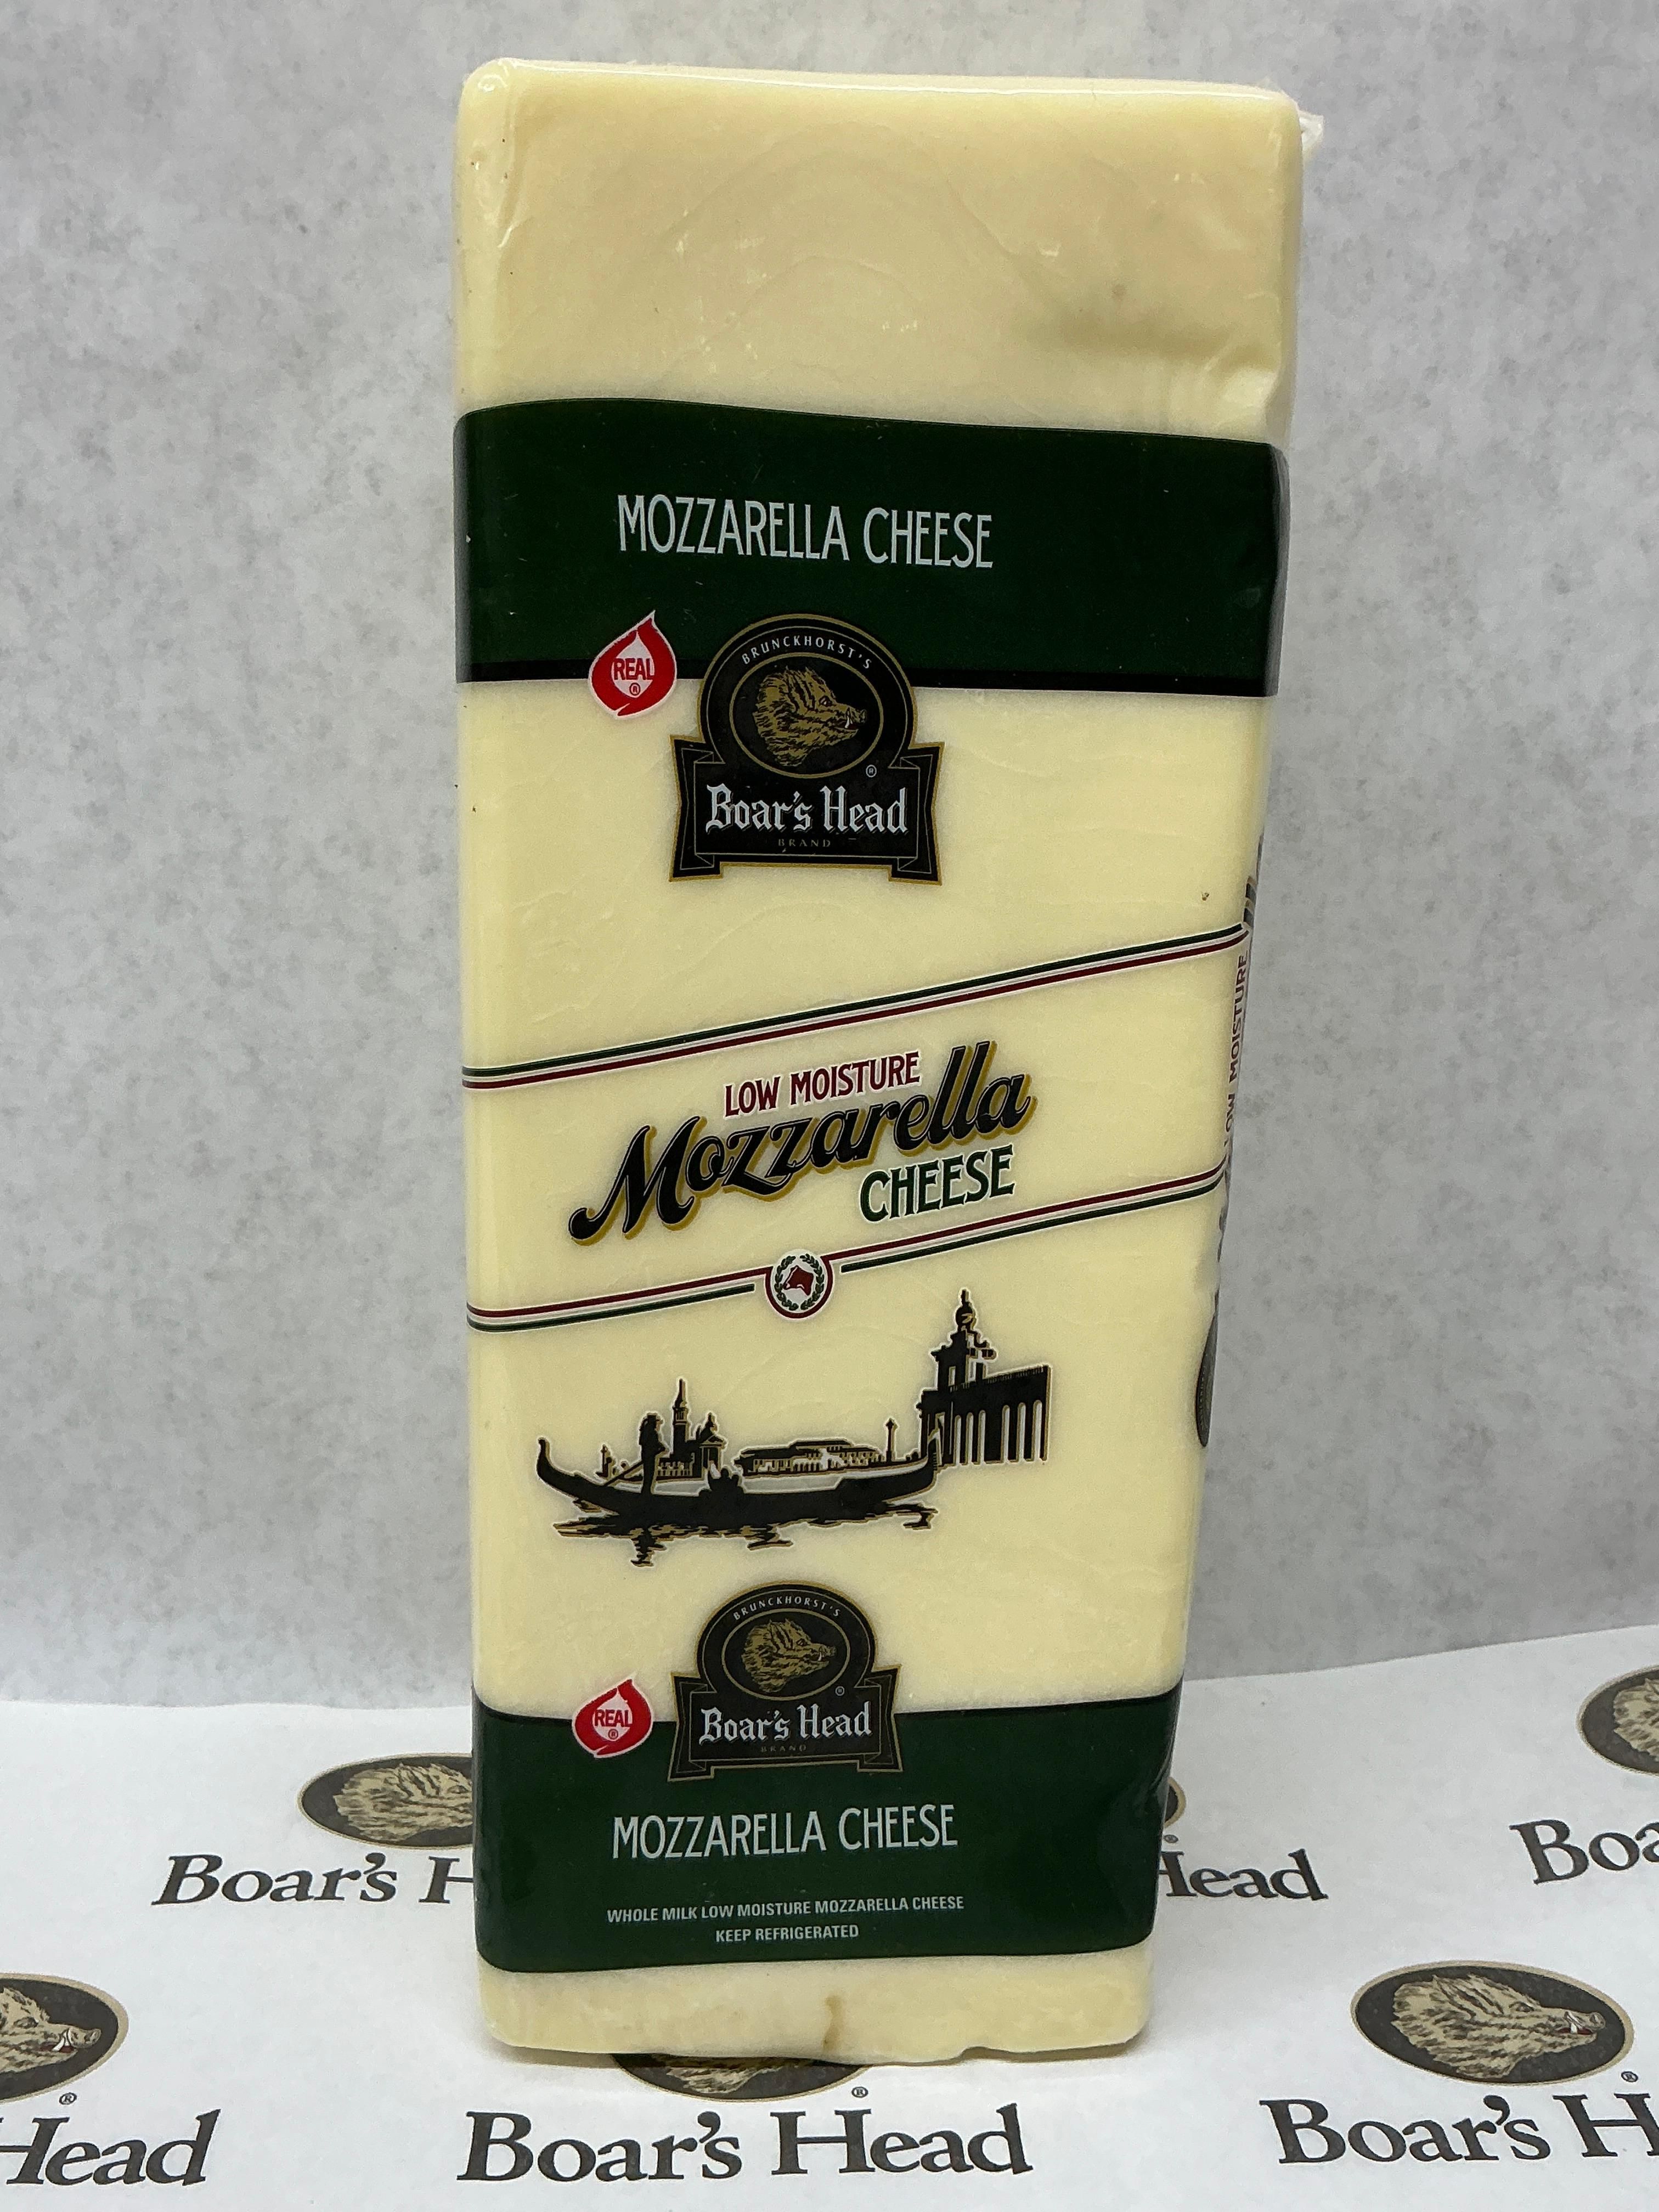 MOZZARELLA CHEESE
REAL
®
BRUNCKHORST'S
®
Boar's Head
BRAND
LOW MOISTURE
Mozzarella
CHEESE
LOW MOISTURE
BRUNCKHORST'S
®
REAL
®
Boar's Head
BRAND
MOZZARELLA CHEESE
WHOLE MILK LOW MOISTURE MOZZARELLA CHEESE
KEEP REFRIGERATED
Boar's H
Head
Boa
Head
Boar's Head
Boar's H